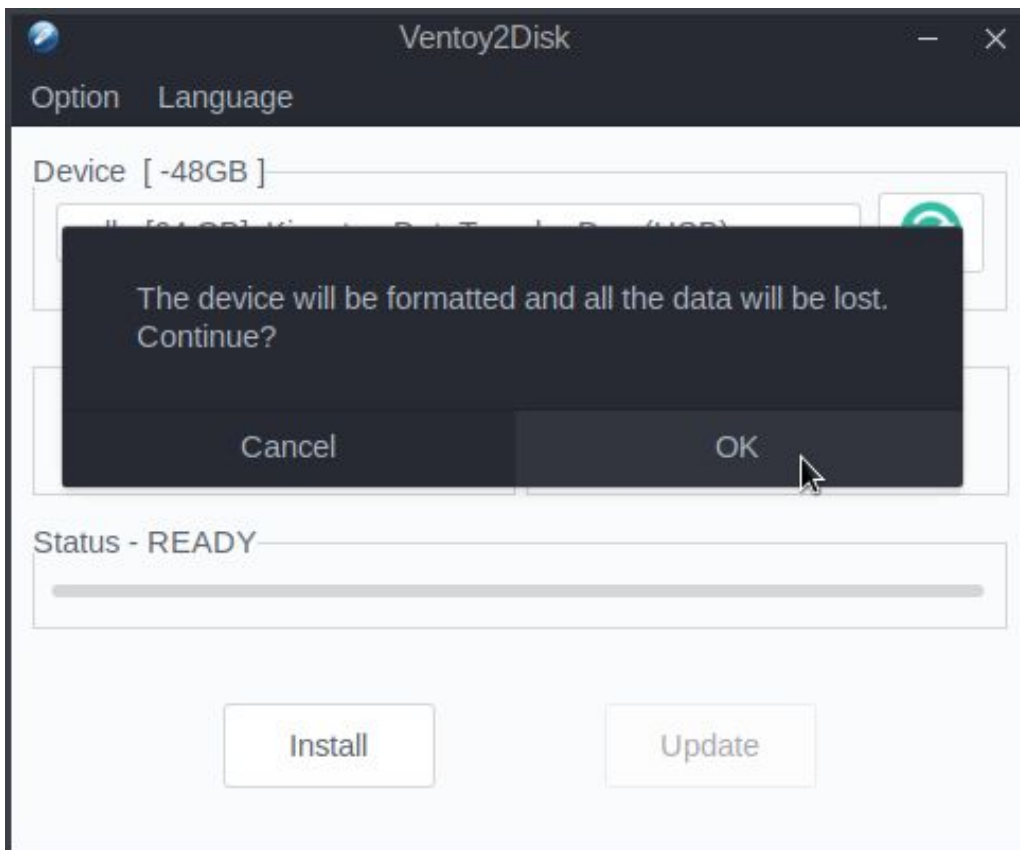 Ventoy2Disk
Option Language
Device [ -48GB ]
The device will be formatted and all the data will be lost.
Continue?
Cancel OK
Status - READY
Install Update